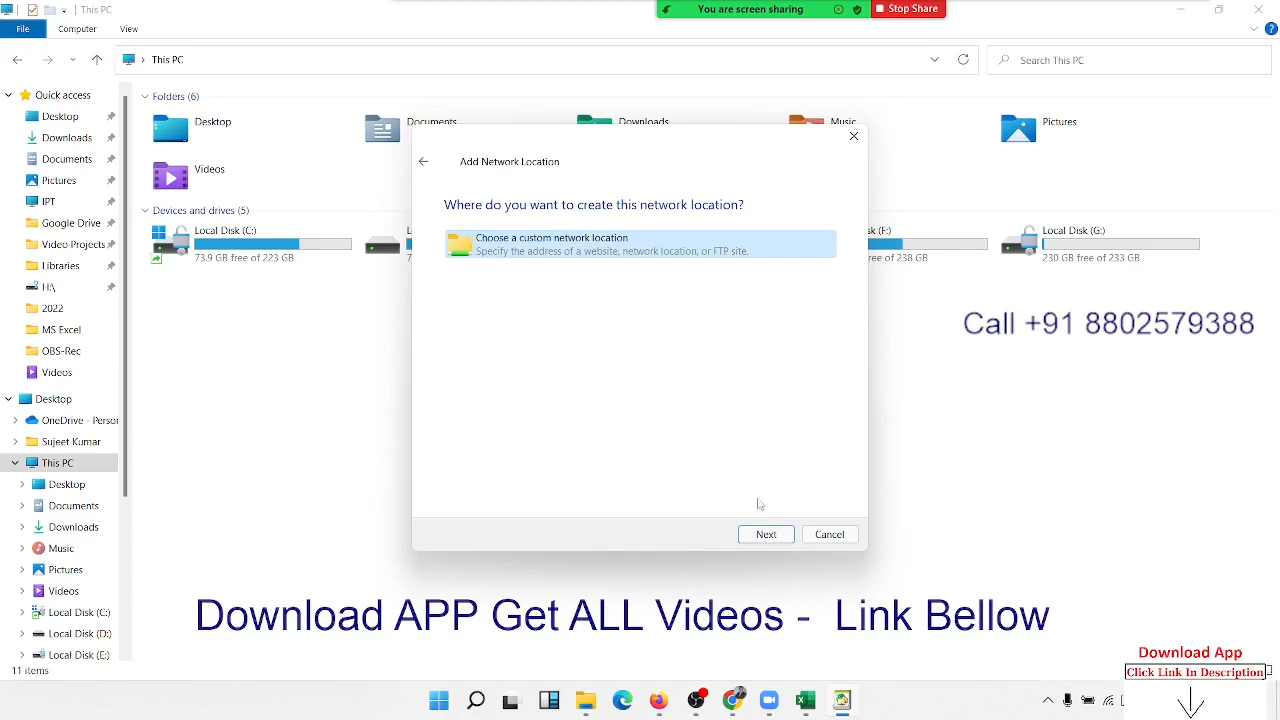 This PC
You are screen sharing
Stop Share
File
Computer
View
This PC
Search This PC
Quick access
Desktop
Downloads
Documents
Pictures
IPT
Google Drive
Video Projects
Libraries
H:\
2022
MS Excel
OBS-Rec
Videos
Desktop
OneDrive - Perso
Sujeet Kumar
This PC
Desktop
Documents
Downloads
Music
Pictures
Videos
Local Disk (C:)
Local Disk (D:)
Local Disk (E:)
11 items
Folders (6)
Desktop
Documents
Downloads
Music
Pictures
Videos
Devices and drives (5)
Local Disk (C:)
73.9 GB free of 223 GB
(F:)
ree of 238 GB
Local Disk (G:)
230 GB free of 233 GB
Add Network Location
Where do you want to create this network location?
Choose a custom network location
Specify the address of a website, network location, or FTP site.
Next
Cancel
Call +91 8802579388
Download APP Get ALL Videos - Link Bellow
Download App
Click Link In Description